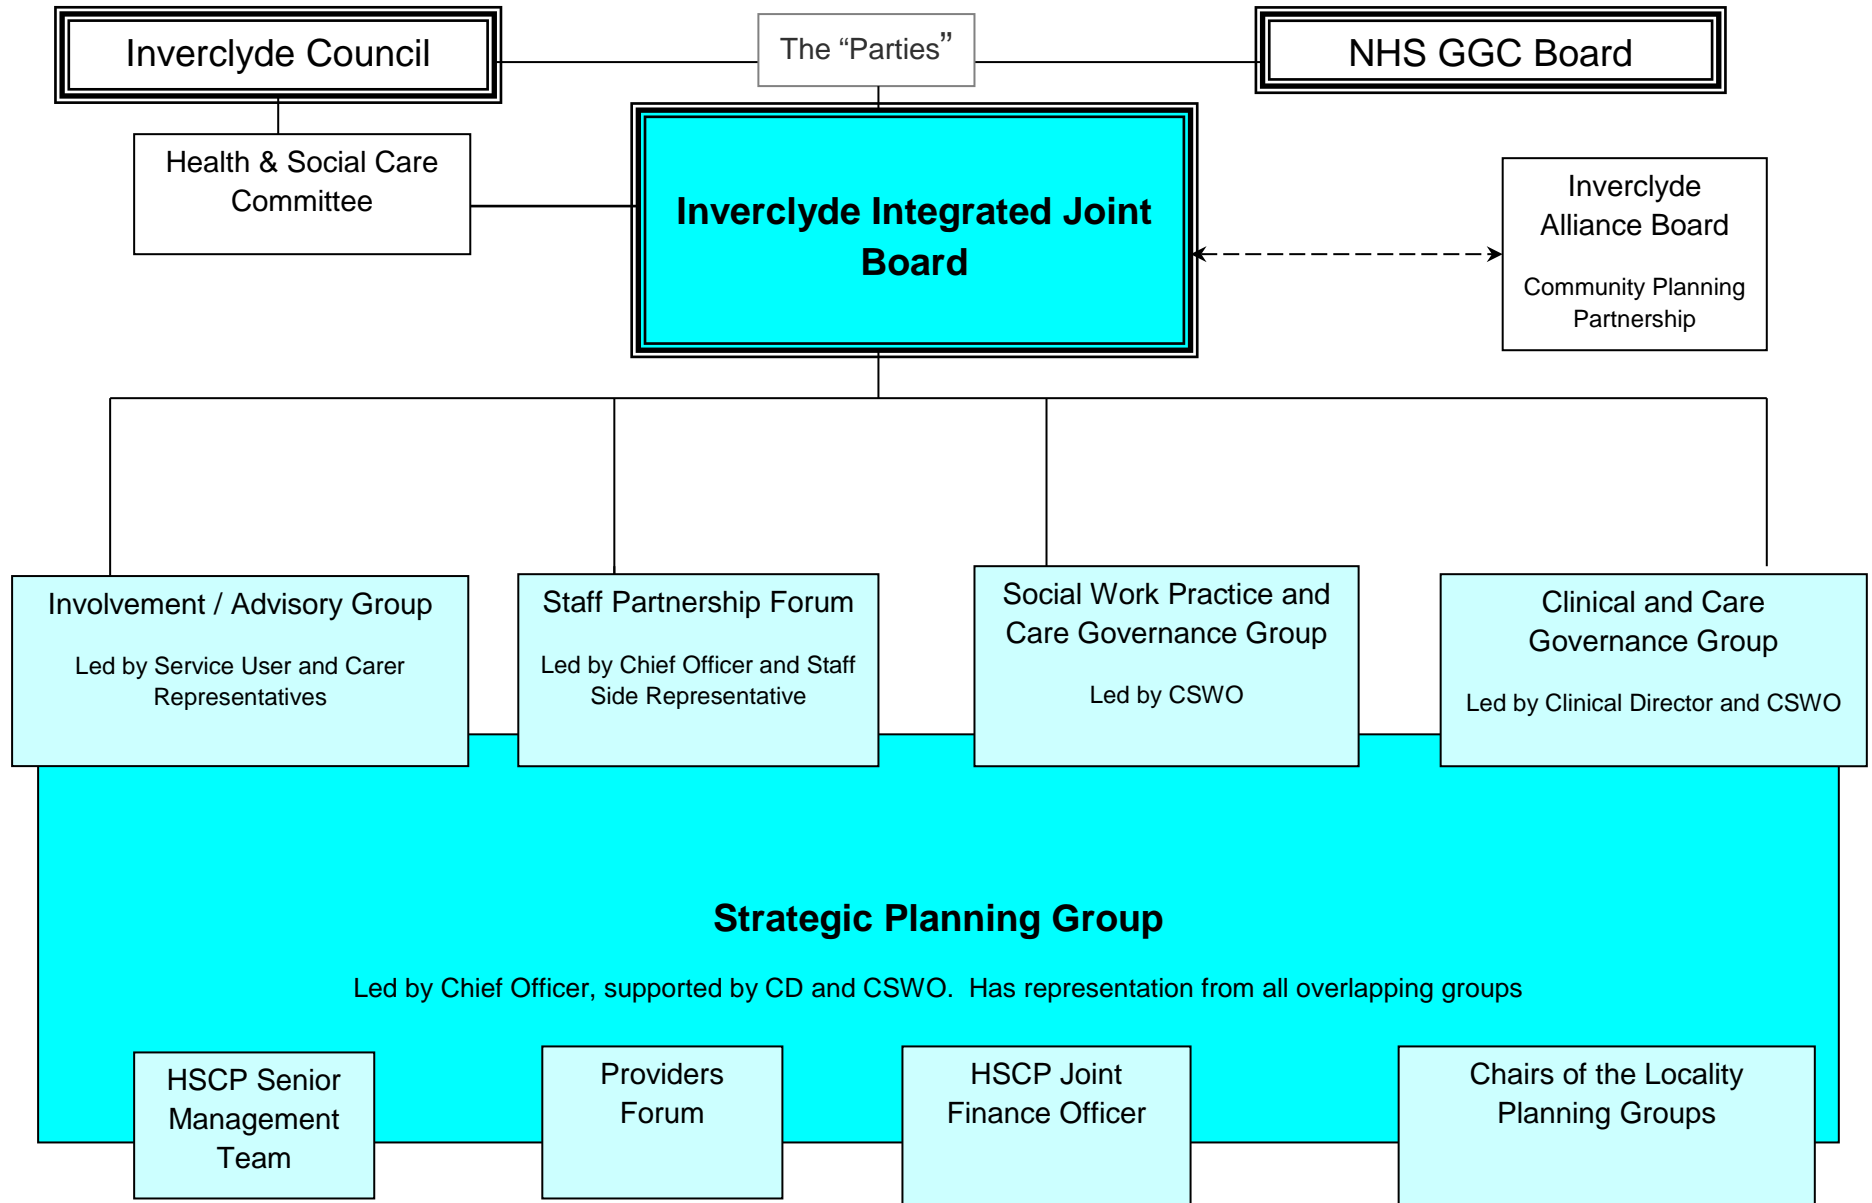 Inverclyde Council
The “Parties”
NHS GGC Board
Health & Social Care
Committee
Inverclyde Integrated Joint
Board
Inverclyde
Alliance Board
Community Planning
Partnership
Involvement / Advisory Group
Led by Service User and Carer
Representatives
Staff Partnership Forum
Led by Chief Officer and Staff
Side Representative
Social Work Practice and
Care Governance Group
Led by CSWO
Clinical and Care
Governance Group
Led by Clinical Director and CSWO
Strategic Planning Group
Led by Chief Officer, supported by CD and CSWO.  Has representation from all overlapping groups
HSCP Senior
Management
Team
Providers
Forum
HSCP Joint
Finance Officer
Chairs of the Locality
Planning Groups